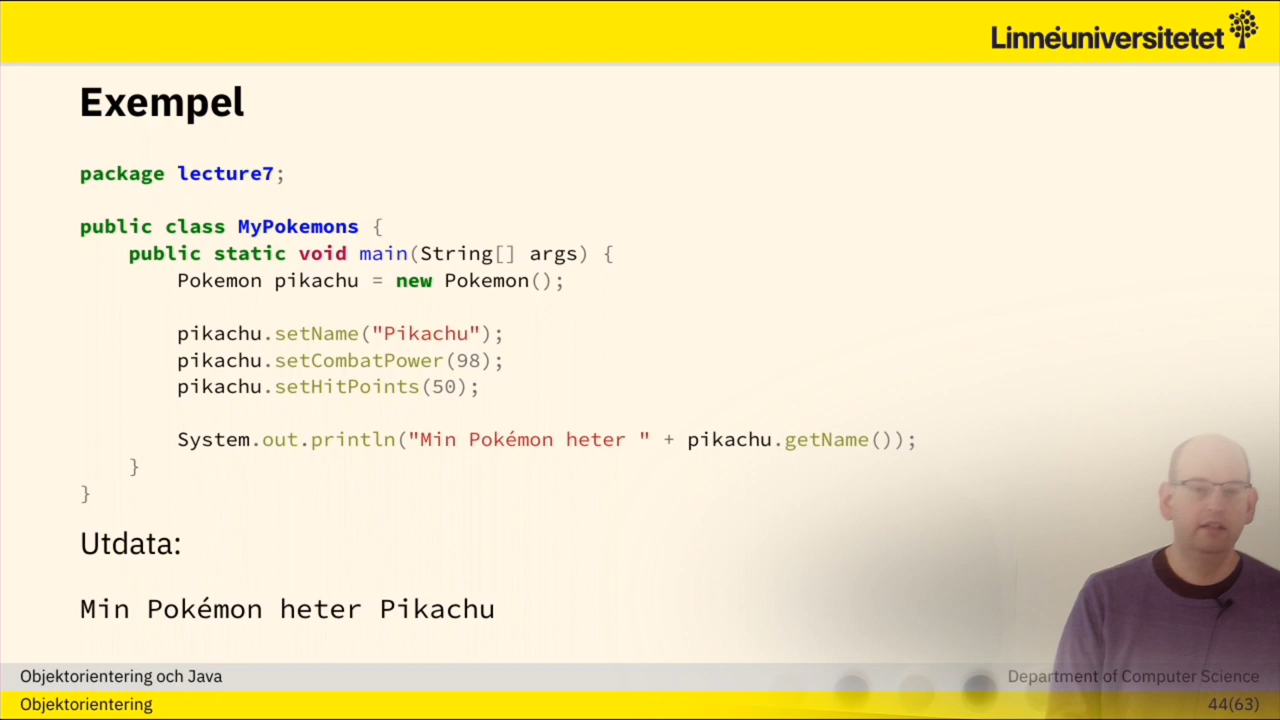 Linnéuniversitetet
Exempel
package lecture7;
public class MyPokemons {
public static void main(String[] args) {
Pokemon pikachu = new Pokemon();
pikachu.setName("Pikachu");
pikachu.setCombatPower(98);
pikachu.setHitPoints(50);
System.out.println("Min Pokémon heter " + pikachu.getName());
}
}
Utdata:
Min Pokémon heter Pikachu
Objektorientering och Java
Department of Computer Science
Objektorientering
44(63)